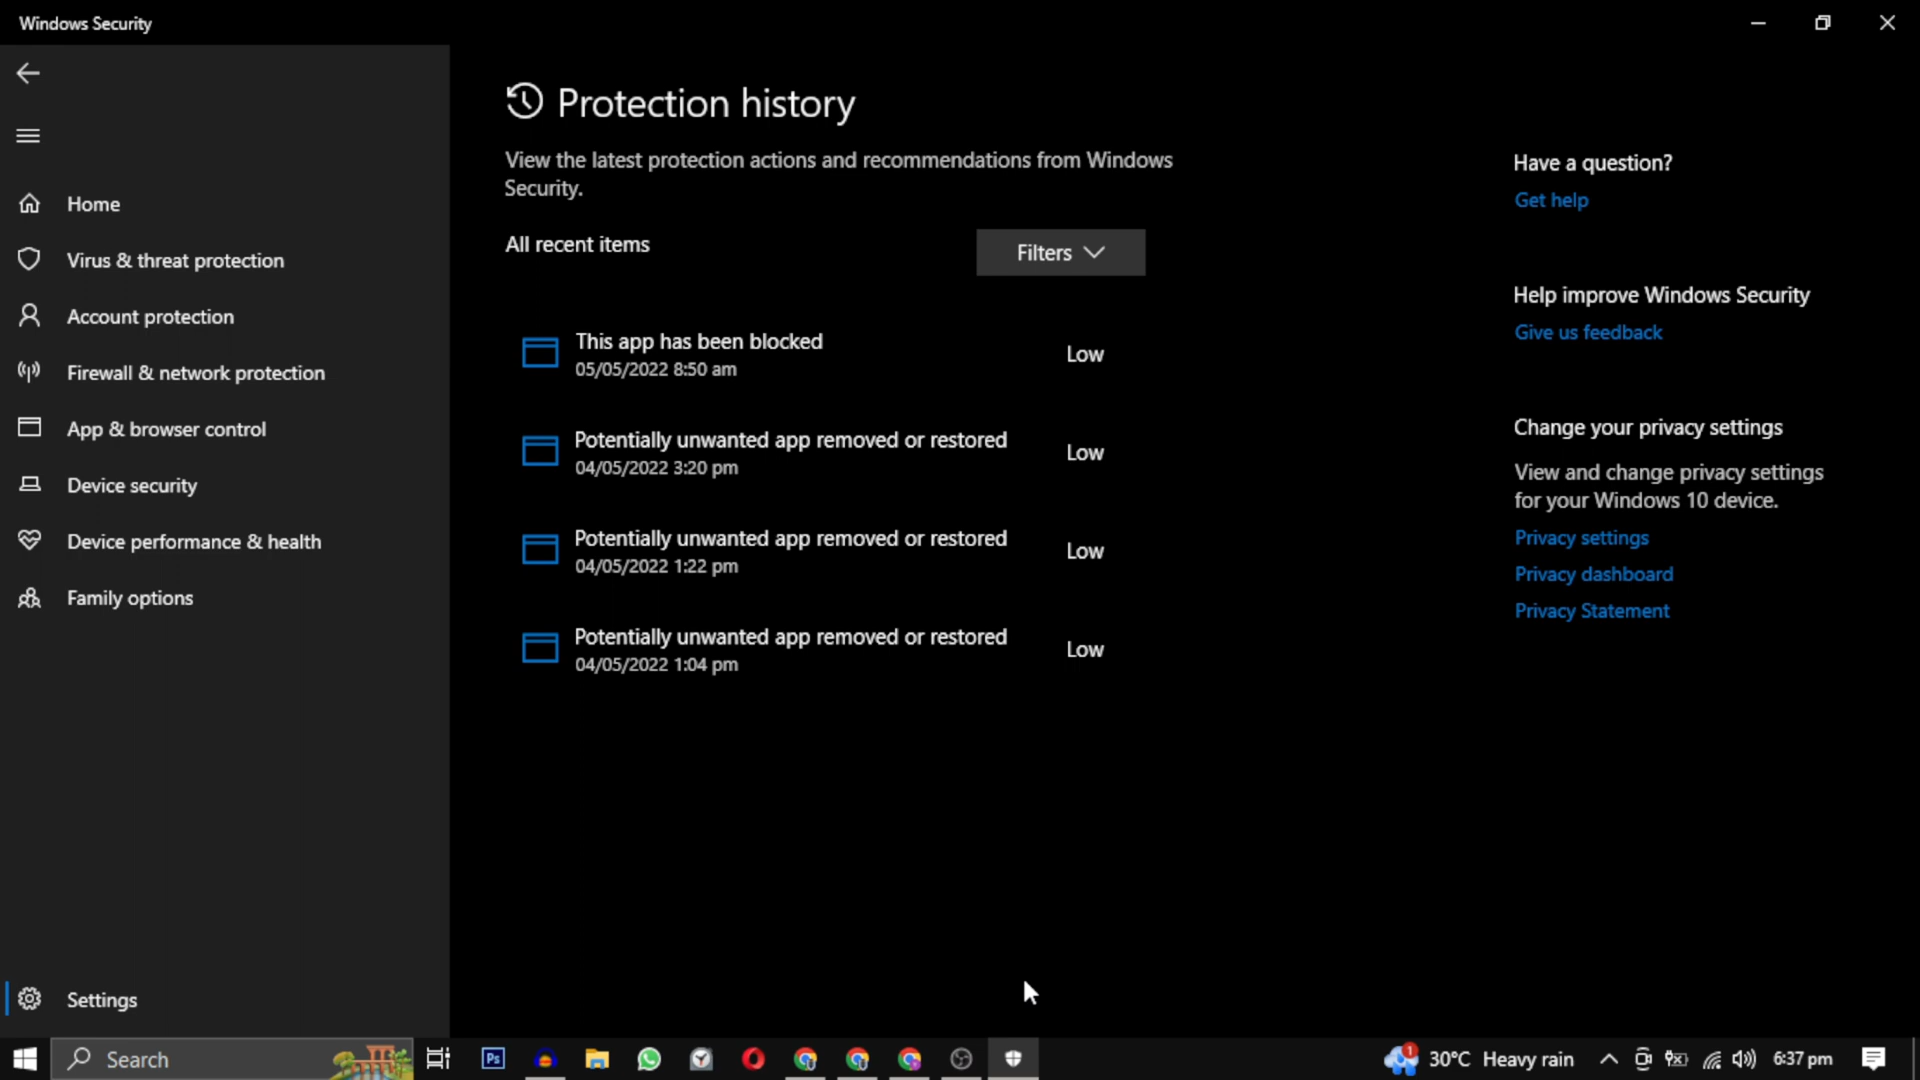 Windows Security
Home
Virus & threat protection
Account protection
Firewall & network protection
App & browser control
Device security
Device performance & health
Family options
Settings
Protection history
View the latest protection actions and recommendations from Windows
Security.
All recent items
Filters
This app has been blocked
05/05/2022 8:50 am
Low
Potentially unwanted app removed or restored
04/05/2022 3:20 pm
Low
Potentially unwanted app removed or restored
04/05/2022 1:22 pm
Low
Potentially unwanted app removed or restored
04/05/2022 1:04 pm
Low
Have a question?
Get help
Help improve Windows Security
Give us feedback
Change your privacy settings
View and change privacy settings
for your Windows 10 device.
Privacy settings
Privacy dashboard
Privacy Statement
Search
Ps
1
30°C Heavy rain
6:37 pm